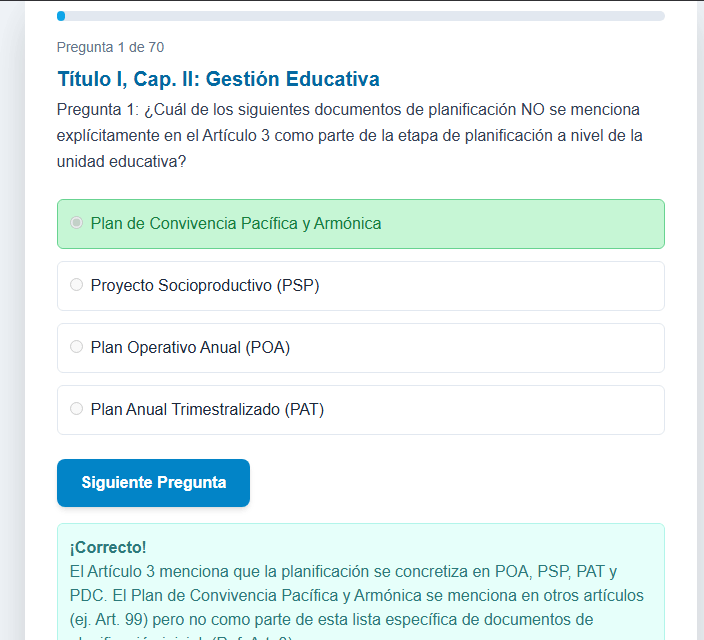 Pregunta 1 de 70
Título I, Cap. II: Gestión Educativa
Pregunta 1: ¿Cuál de los siguientes documentos de planificación NO se menciona
explícitamente en el Artículo 3 como parte de la etapa de planificación a nivel de la
unidad educativa?
Plan de Convivencia Pacífica y Armónica
Proyecto Socioproductivo (PSP)
Plan Operativo Anual (POA)
Plan Anual Trimestralizado (PAT)
Siguiente Pregunta
¡Correcto!
El Artículo 3 menciona que la planificación se concretiza en POA, PSP, PAT y
PDC. El Plan de Convivencia Pacífica y Armónica se menciona en otros artículos
(ej. Art. 99) pero no como parte de esta lista específica de documentos de